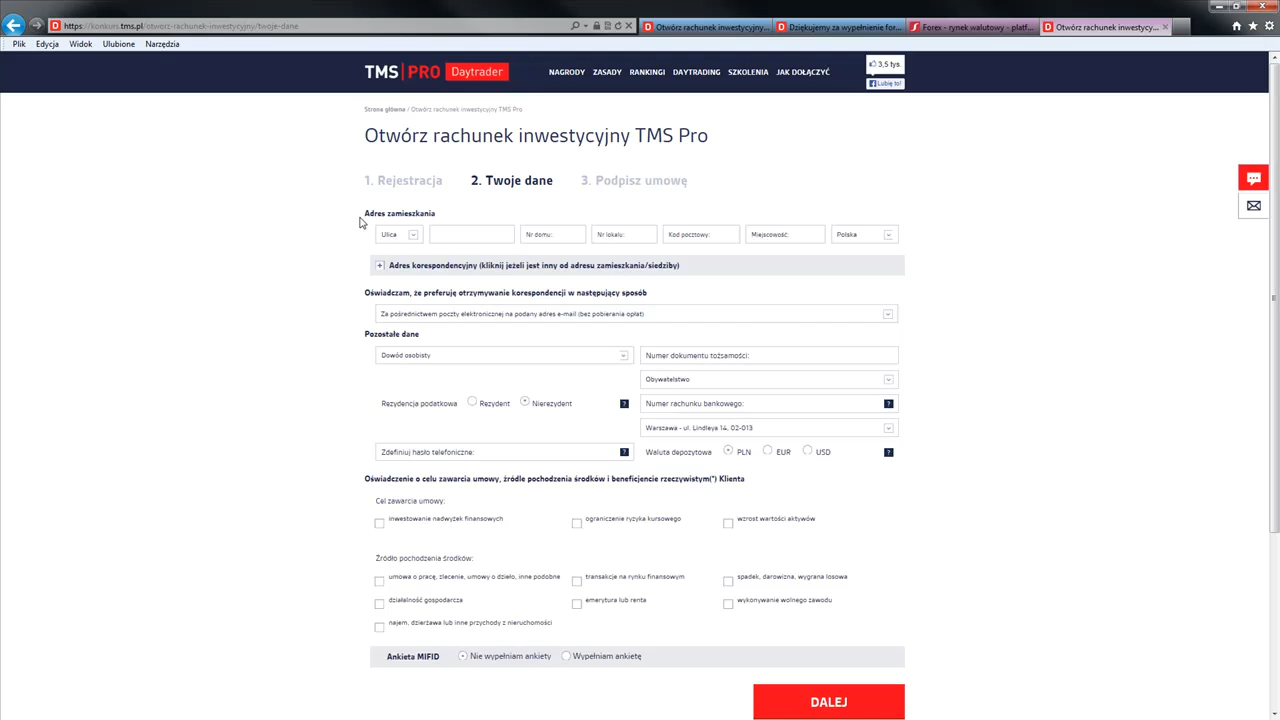 https://konkurs.tms.pl/otworz-rachunek-inwestycyjny/twoje-dane
Otwórz rachunek inwestycyjny...
Dziękujemy za wypełnienie for...
Forex - rynek walutowy - platf...
Otwórz rachunek inwestycyj...
Plik Edycja Widok Ulubione Narzędzia
TMS|PRO Daytrader
NAGRODY ZASADY RANKINGI DAYTRADING SZKOLENIA JAK DOŁĄCZYĆ
3,5 tys.
Lubię to!
Strona główna / Otwórz rachunek inwestycyjny TMS Pro
Otwórz rachunek inwestycyjny TMS Pro
1. Rejestracja 2. Twoje dane 3. Podpisz umowę
Adres zamieszkania
Ulica Nr domu: Nr lokalu: Kod pocztowy: Miejscowość: Polska
+ Adres korespondencyjny (kliknij jeżeli jest inny od adresu zamieszkania/siedziby)
Oświadczam, że preferuję otrzymywanie korespondencji w następujący sposób
Za pośrednictwem poczty elektronicznej na podany adres e-mail (bez pobierania opłat)
Pozostałe dane
Dowód osobisty Numer dokumentu tożsamości:
Obywatelstwo
Rezydencja podatkowa Rezydent Nierezydent ? Numer rachunku bankowego: ?
Warszawa - ul. Lindleya 14, 02-013
Zdefiniuj hasło telefoniczne: ? Waluta depozytowa PLN EUR USD ?
Oświadczenie o celu zawarcia umowy, źródle pochodzenia środków i beneficjencie rzeczywistym(*) Klienta
Cel zawarcia umowy:
inwestowanie nadwyżek finansowych ograniczenie ryzyka kursowego wzrost wartości aktywów
Źródło pochodzenia środków:
umowa o pracę, zlecenie, umowy o dzieło, inne podobne transakcje na rynku finansowym spadek, darowizna, wygrana losowa
działalność gospodarcza emerytura lub renta wykonywanie wolnego zawodu
najem, dzierżawa lub inne przychody z nieruchomości
Ankieta MIFID Nie wypełniam ankiety Wypełniam ankietę
DALEJ